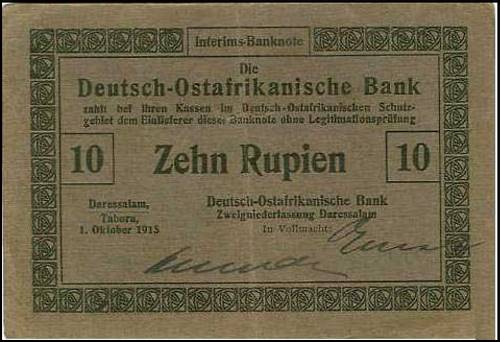 Interims-Banknote
Die
Deutsch-Ostafrikanische Bank
zahlt bei ihren Kassen im Deutsch-Ostafrikanischen Schutz-
gebiet dem Einlieferer dieser Banknote ohne Legitimationsprüfung
10 Zehn Rupien 10
Daressalam,
Tabora,
1. Oktober 1915
Deutsch-Ostafrikanische Bank
Zweigniederlassung Daressalam
In Vollmacht: